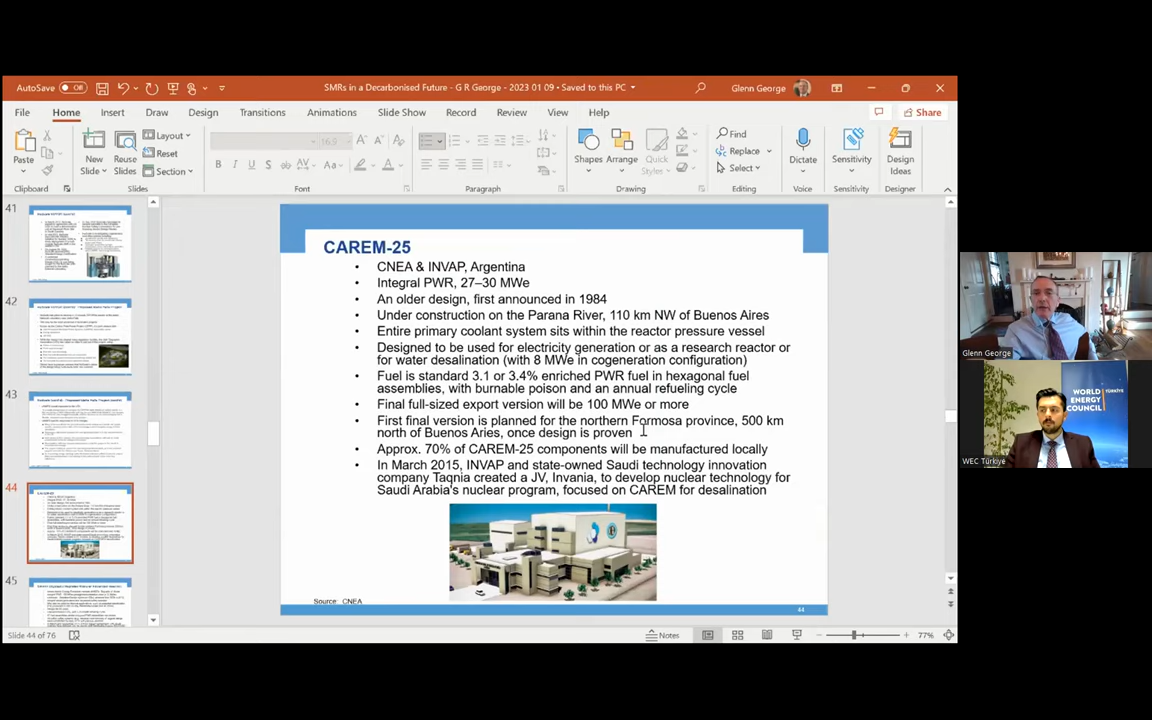 AutoSave
Off
SMRs in a Decarbonised Future - G R George - 2023 01 09 • Saved to this PC
Glenn George
File
Home
Insert
Draw
Design
Transitions
Animations
Slide Show
Record
Review
View
Help
Share
Paste
Clipboard
New
Slide
Reuse
Slides
Layout
Reset
Section
Slides
Font
Paragraph
Shapes
Arrange
Quick
Styles
Drawing
Find
Replace
Select
Editing
Dictate
Voice
Sensitivity
Sensitivity
Design
Ideas
Designer
41
42
43
44
45
CAREM-25
• CNEA & INVAP, Argentina
• Integral PWR, 27–30 MWe
• An older design, first announced in 1984
• Under construction on the Parana River, 110 km NW of Buenos Aires
• Entire primary coolant system sits within the reactor pressure vessel
• Designed to be used for electricity generation or as a research reactor or
for water desalination (with 8 MWe in cogeneration configuration)
• Fuel is standard 3.1 or 3.4% enriched PWR fuel in hexagonal fuel
assemblies, with burnable poison and an annual refueling cycle
• Final full-sized export version will be 100 MWe or more
• First final version is planned for the northern Formosa province, 500 km
north of Buenos Aires, once design is proven
• Approx. 70% of CAREM-25 components will be manufactured locally
• In March 2015, INVAP and state-owned Saudi technology innovation
company Taqnia created a JV, Invania, to develop nuclear technology for
Saudi Arabia's nuclear program, focused on CAREM for desalination
Source: CNEA
44
Slide 44 of 76
Notes
77%
Glenn George
WORLD
ENERGY
COUNCIL
TÜRKİYE
WEC Türkiye